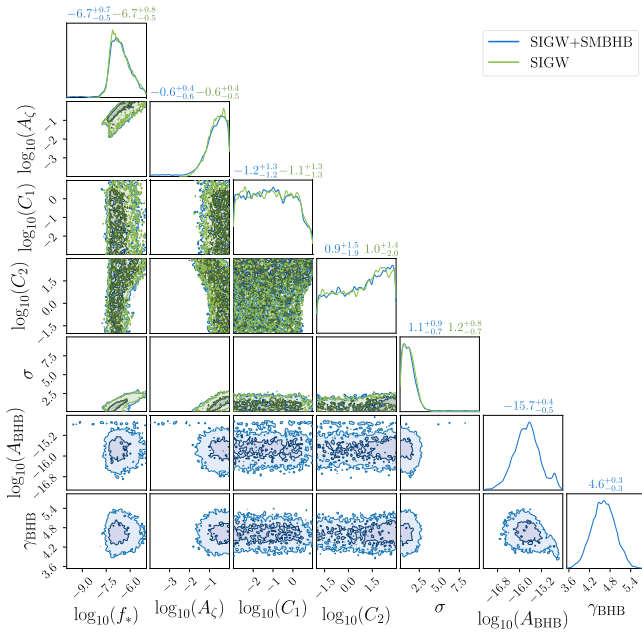 −6.7+0.7−0.5 −6.7+0.8−0.5
SIGW+SMBHB
SIGW
−0.6+0.4−0.6 −0.6+0.4−0.5
log10(Aζ)
−1
−2
−3
−1.2+1.3−1.2 −1.1+1.3−1.3
log10(C1)
0
−1
−2
0.9+1.5−1.9 1.0+1.4−2.0
log10(C2)
1.5
0.0
−1.5
1.1+0.9−0.7 1.2+0.8−0.7
σ
7.5
5.0
2.5
−15.7+0.4−0.5
log10(ABHB)
−15.2
−16.0
−16.8
4.6+0.3−0.3
γBHB
5.4
4.8
4.2
3.6
−9.0 −7.5 −6.0
−3 −2 −1
−2 −1 0
−1.5 0.0 1.5
2.5 5.0 7.5
−16.8 −16.0 −15.2
3.6 4.2 4.8 5.4
log10(f*) log10(Aζ) log10(C1) log10(C2) σ log10(ABHB) γBHB